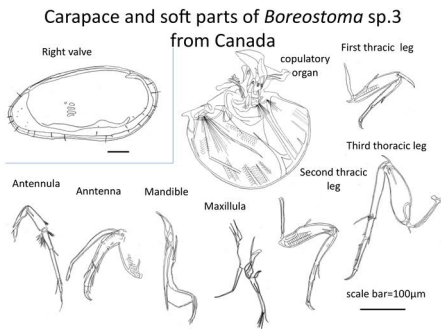 Carapace and soft parts of Boreostoma sp.3
from Canada
Right valve
copulatory
organ
First thracic leg
Third thoracic leg
Second thracic
leg
Antennula
Anntenna
Mandible
Maxillula
scale bar=100μm